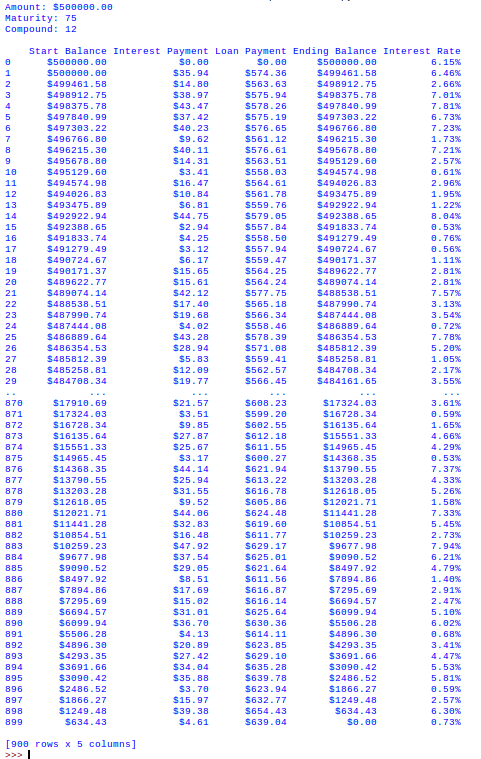 Amount: $500000.00
Maturity: 75
Compound: 12
Start Balance Interest Payment Loan Payment Ending Balance Interest Rate
0 $500000.00 $0.00 $0.00 $500000.00 6.15%
1 $500000.00 $35.94 $574.36 $499461.58 6.46%
2 $499461.58 $14.80 $563.63 $498912.75 2.66%
3 $498912.75 $38.97 $575.94 $498375.78 7.01%
4 $498375.78 $43.47 $578.26 $497840.99 7.81%
5 $497840.99 $37.42 $575.19 $497303.22 6.73%
6 $497303.22 $40.23 $576.65 $496766.80 7.23%
7 $496766.80 $9.62 $561.12 $496215.30 1.73%
8 $496215.30 $40.11 $576.61 $495678.80 7.21%
9 $495678.80 $14.31 $563.51 $495129.60 2.57%
10 $495129.60 $3.41 $558.03 $494574.98 0.61%
11 $494574.98 $16.47 $564.61 $494026.83 2.96%
12 $494026.83 $10.84 $561.78 $493475.89 1.95%
13 $493475.89 $6.81 $559.76 $492922.94 1.22%
14 $492922.94 $44.75 $579.05 $492388.65 8.04%
15 $492388.65 $2.94 $557.84 $491833.74 0.53%
16 $491833.74 $4.25 $558.50 $491279.49 0.76%
17 $491279.49 $3.12 $557.94 $490724.67 0.56%
18 $490724.67 $6.17 $559.47 $490171.37 1.11%
19 $490171.37 $15.65 $564.25 $489622.77 2.81%
20 $489622.77 $15.61 $564.24 $489074.14 2.81%
21 $489074.14 $42.12 $577.75 $488538.51 7.57%
22 $488538.51 $17.40 $565.18 $487990.74 3.13%
23 $487990.74 $19.68 $566.34 $487444.08 3.54%
24 $487444.08 $4.02 $558.46 $486889.64 0.72%
25 $486889.64 $43.28 $578.39 $486354.53 7.78%
26 $486354.53 $28.94 $571.08 $485812.39 5.20%
27 $485812.39 $5.83 $559.41 $485258.81 1.05%
28 $485258.81 $12.09 $562.57 $484708.34 2.17%
29 $484708.34 $19.77 $566.45 $484161.65 3.55%
.. ... ... ... ... ...
870 $17910.69 $21.57 $608.23 $17324.03 3.61%
871 $17324.03 $3.51 $599.20 $16728.34 0.59%
872 $16728.34 $9.85 $602.55 $16135.64 1.65%
873 $16135.64 $27.87 $612.18 $15551.33 4.66%
874 $15551.33 $25.67 $611.55 $14965.45 4.29%
875 $14965.45 $3.17 $600.27 $14368.35 0.53%
876 $14368.35 $44.14 $621.94 $13790.55 7.37%
877 $13790.55 $25.94 $613.22 $13203.28 4.33%
878 $13203.28 $31.55 $616.78 $12618.05 5.26%
879 $12618.05 $9.52 $605.86 $12021.71 1.58%
880 $12021.71 $44.06 $624.48 $11441.28 7.33%
881 $11441.28 $32.83 $619.60 $10854.51 5.45%
882 $10854.51 $16.48 $611.77 $10259.23 2.73%
883 $10259.23 $47.92 $629.17 $9677.98 7.94%
884 $9677.98 $37.54 $625.01 $9090.52 6.21%
885 $9090.52 $29.05 $621.64 $8497.92 4.79%
886 $8497.92 $8.51 $611.56 $7894.86 1.40%
887 $7894.86 $17.69 $616.87 $7295.69 2.91%
888 $7295.69 $15.02 $616.14 $6694.57 2.47%
889 $6694.57 $31.01 $625.64 $6099.94 5.10%
890 $6099.94 $36.70 $630.36 $5506.28 6.02%
891 $5506.28 $4.13 $614.11 $4896.30 0.68%
892 $4896.30 $20.89 $623.85 $4293.35 3.41%
893 $4293.35 $27.42 $629.10 $3691.66 4.47%
894 $3691.66 $34.04 $635.28 $3090.42 5.53%
895 $3090.42 $35.88 $639.78 $2486.52 5.81%
896 $2486.52 $3.70 $623.94 $1866.27 0.59%
897 $1866.27 $15.97 $632.77 $1249.48 2.57%
898 $1249.48 $39.38 $654.43 $634.43 6.30%
899 $634.43 $4.61 $639.04 $0.00 0.73%
[900 rows x 5 columns]
>>>